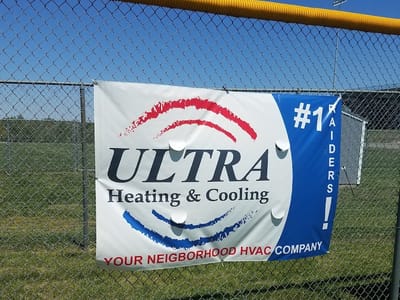 ULTRA
Heating & Cooling
YOUR NEIGBORHOOD HVAC COMPANY
#1
RAIDERS!